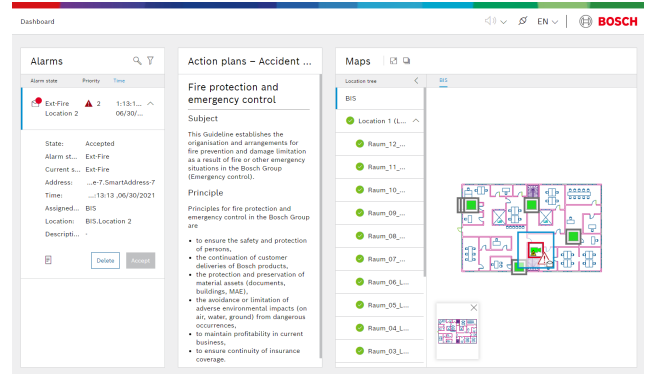 Dashboard
EN
BOSCH
Alarms
Alarm state Priority Time
Ext-Fire 2 1:13:1...
Location 2 06/30/...
State: Accepted
Alarm st... Ext-Fire
Current s... Ext-Fire
Address: ...e-7.SmartAddress-7
Time: ...:13:13 ,06/30/2021
Assigned... BIS
Location: BIS.Location 2
Descripti... -
Delete Accept
Action plans – Accident ...
Fire protection and
emergency control
Subject
This Guideline establishes the
organisation and arrangements for
fire prevention and damage limitation
as a result of fire or other emergency
situations in the Bosch Group
(Emergency control).
Principle
Principles for fire protection and
emergency control in the Bosch Group
are
• to ensure the safety and protection
of persons,
• the continuation of customer
deliveries of Bosch products,
• the protection and preservation of
material assets (documents,
buildings, MAE),
• the avoidance or limitation of
adverse environmental impacts (on
air, water, ground) from dangerous
occurrences,
• to maintain profitability in current
business,
• to ensure continuity of insurance
coverage.
Maps
Location tree
BIS
BIS
Location 1 (L...
Raum_12_...
Raum_11_...
Raum_10_...
Raum_09_...
Raum_08_...
Raum_07_...
Raum_06_L...
Raum_05_L...
Raum_04_L...
Raum_03_L...